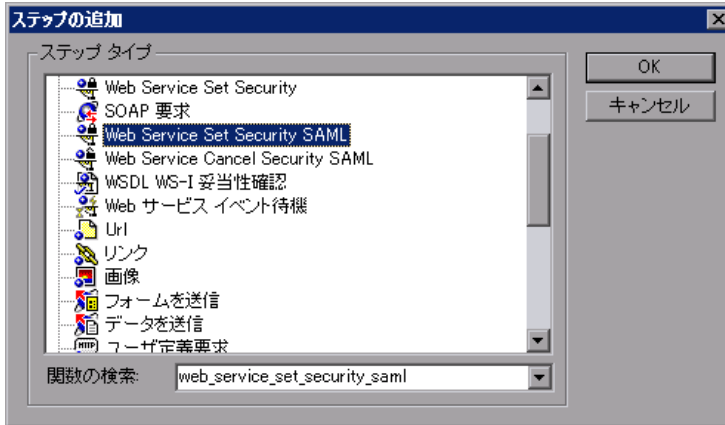 ステップの追加
ステップ タイプ
Web Service Set Security
SOAP 要求
Web Service Set Security SAML
Web Service Cancel Security SAML
WSDL WS-I 妥当性確認
Web サービス イベント待機
Url
リンク
画像
フォームを送信
データを送信
ユーザ定義要求
関数の検索:
web_service_set_security_saml
OK
キャンセル